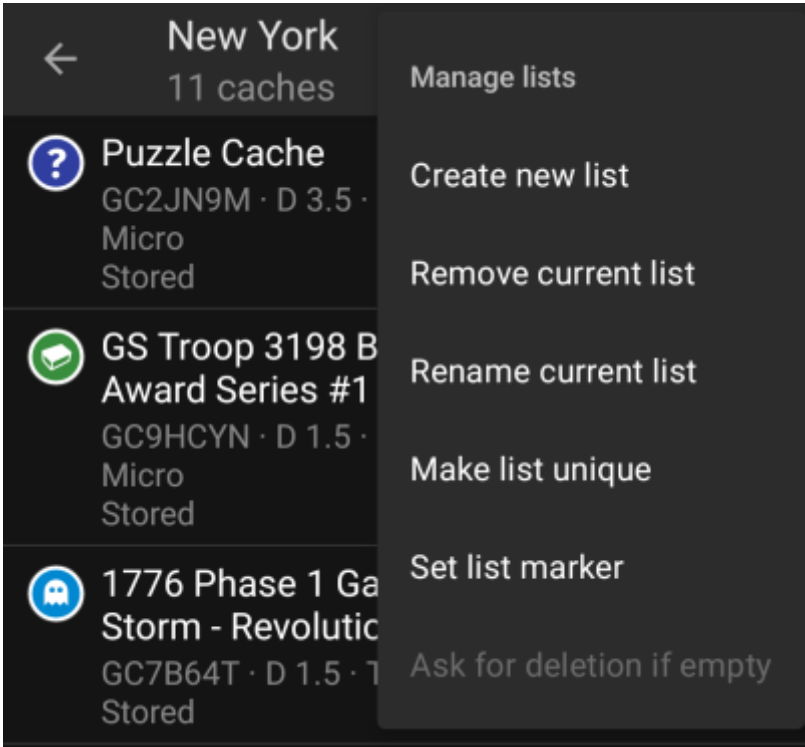 New York
11 caches
Puzzle Cache
GC2JN9M · D 3.5 ·
Micro
Stored
GS Troop 3198 B
Award Series #1
GC9HCYN · D 1.5 ·
Micro
Stored
1776 Phase 1 Ga
Storm - Revolutic
GC7B64T · D 1.5 · T
Stored
Manage lists
Create new list
Remove current list
Rename current list
Make list unique
Set list marker
Ask for deletion if empty